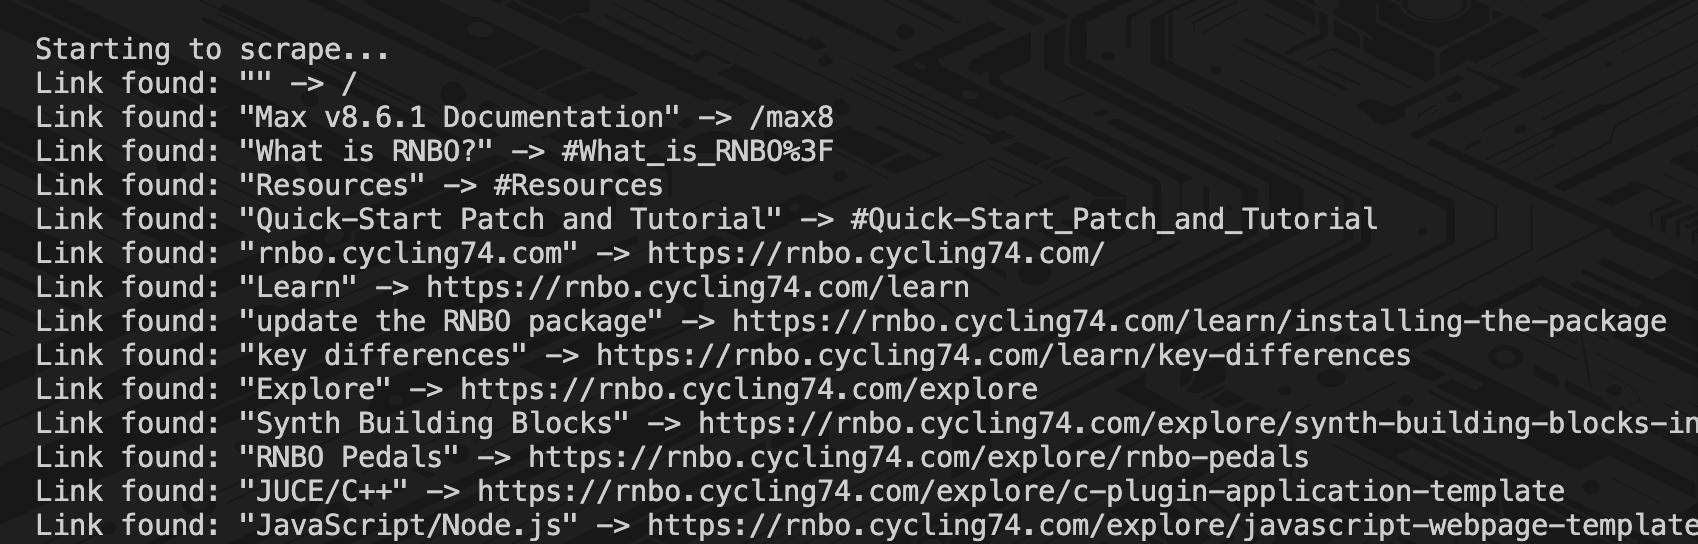 Starting to scrape...
Link found: "" -> /
Link found: "Max v8.6.1 Documentation" -> /max8
Link found: "What is RNBO?" -> #What_is_RNBO%3F
Link found: "Resources" -> #Resources
Link found: "Quick-Start Patch and Tutorial" -> #Quick-Start_Patch_and_Tutorial
Link found: "rnbo.cycling74.com" -> https://rnbo.cycling74.com/
Link found: "Learn" -> https://rnbo.cycling74.com/learn
Link found: "update the RNBO package" -> https://rnbo.cycling74.com/learn/installing-the-package
Link found: "key differences" -> https://rnbo.cycling74.com/learn/key-differences
Link found: "Explore" -> https://rnbo.cycling74.com/explore
Link found: "Synth Building Blocks" -> https://rnbo.cycling74.com/explore/synth-building-blocks-in
Link found: "RNBO Pedals" -> https://rnbo.cycling74.com/explore/rnbo-pedals
Link found: "JUCE/C++" -> https://rnbo.cycling74.com/explore/c-plugin-application-template
Link found: "JavaScript/Node.js" -> https://rnbo.cycling74.com/explore/javascript-webpage-template